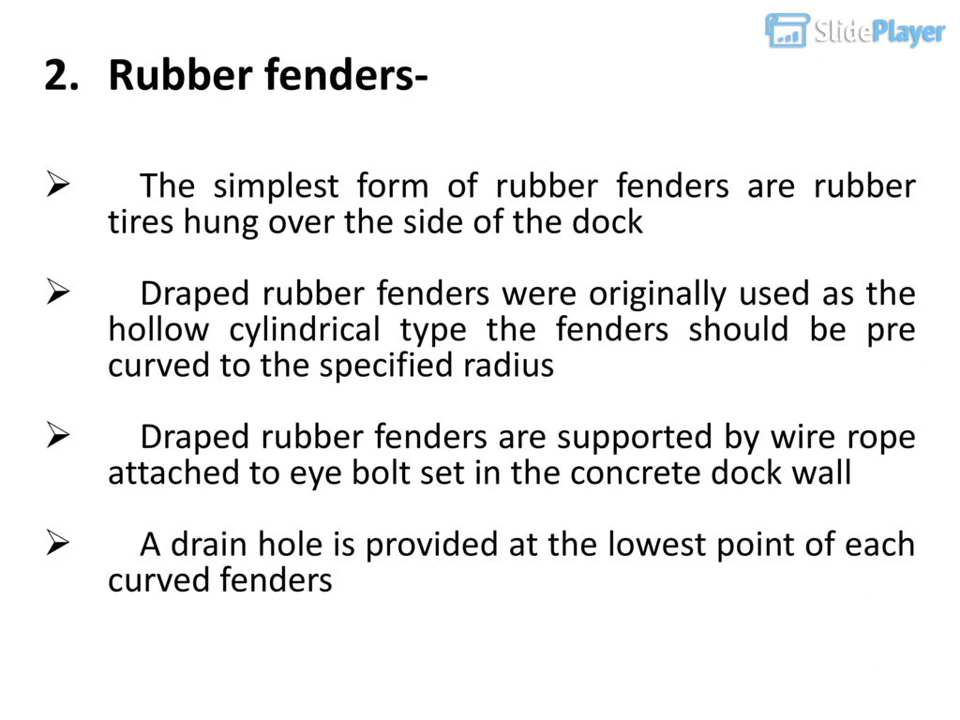 SlidePlayer
2. Rubber fenders-
➢ The simplest form of rubber fenders are rubber
tires hung over the side of the dock
➢ Draped rubber fenders were originally used as the
hollow cylindrical type the fenders should be pre
curved to the specified radius
➢ Draped rubber fenders are supported by wire rope
attached to eye bolt set in the concrete dock wall
➢ A drain hole is provided at the lowest point of each
curved fenders